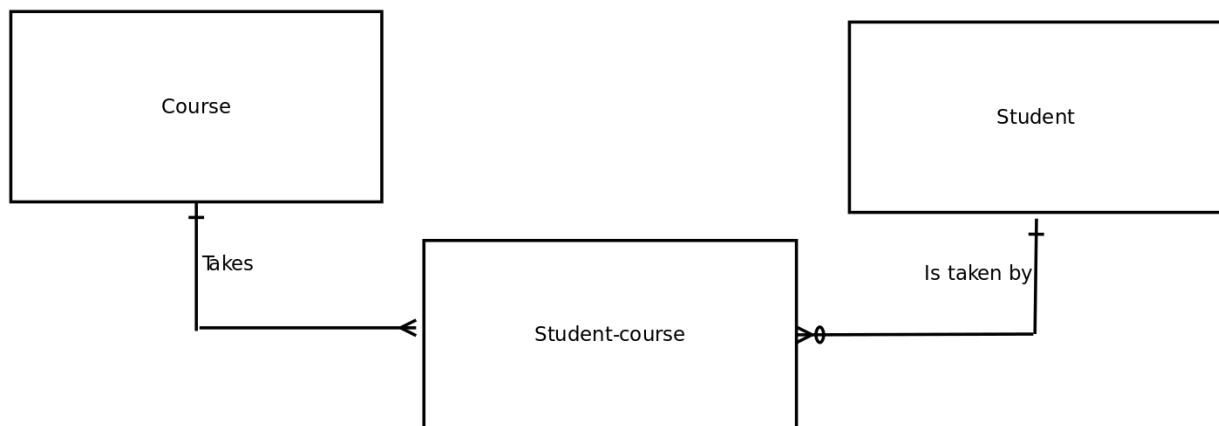 Course
Student
Takes
Is taken by
Student-course